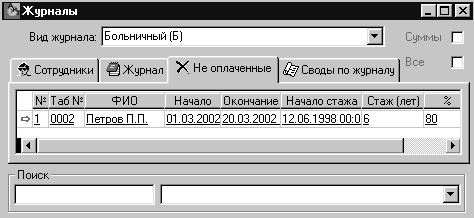 Журналы
Вид журнала: Больничный (Б) Суммы
Все
Сотрудники Журнал Не оплаченные Своды по журналу
№ Таб № ФИО Начало Окончание Начало стажа Стаж (лет) %
1 0002 Петров П.П. 01.03.2002 20.03.2002 12.06.1998 00:0 6 80
Поиск